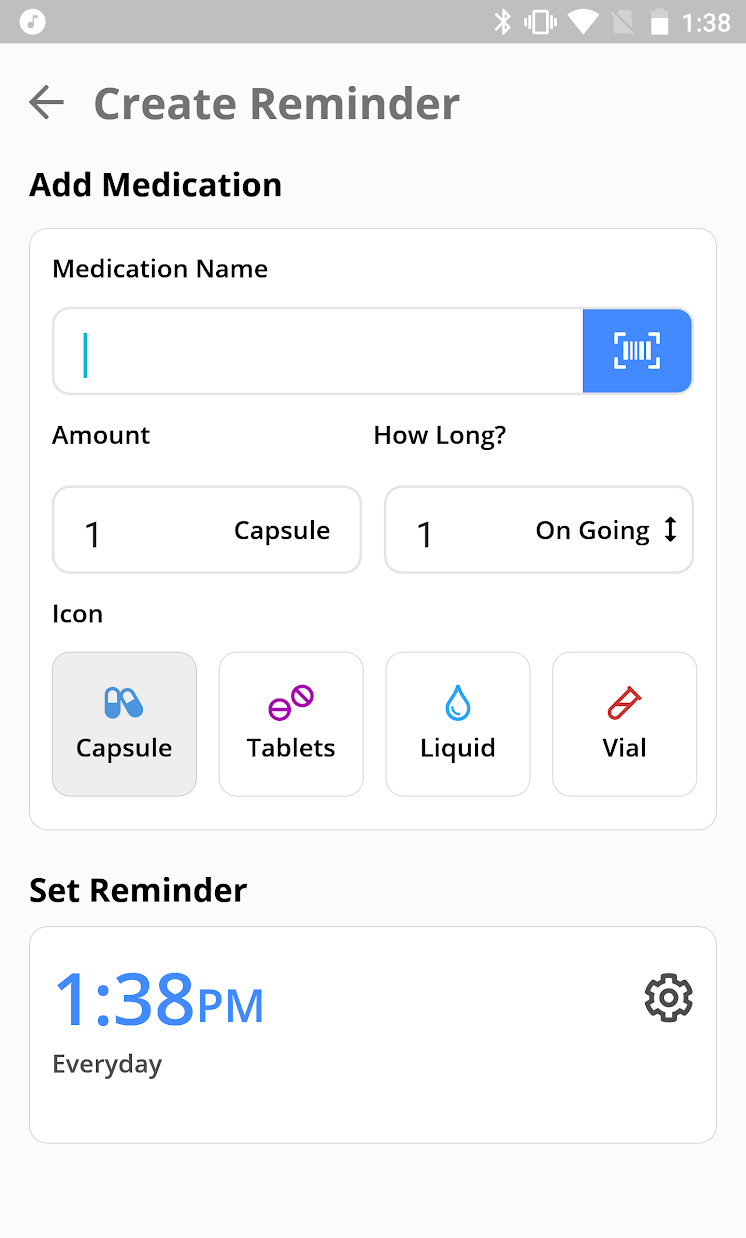 1:38
Create Reminder
Add Medication
Medication Name
Amount How Long?
1 Capsule 1 On Going
Icon
Capsule Tablets Liquid Vial
Set Reminder
1:38PM
Everyday